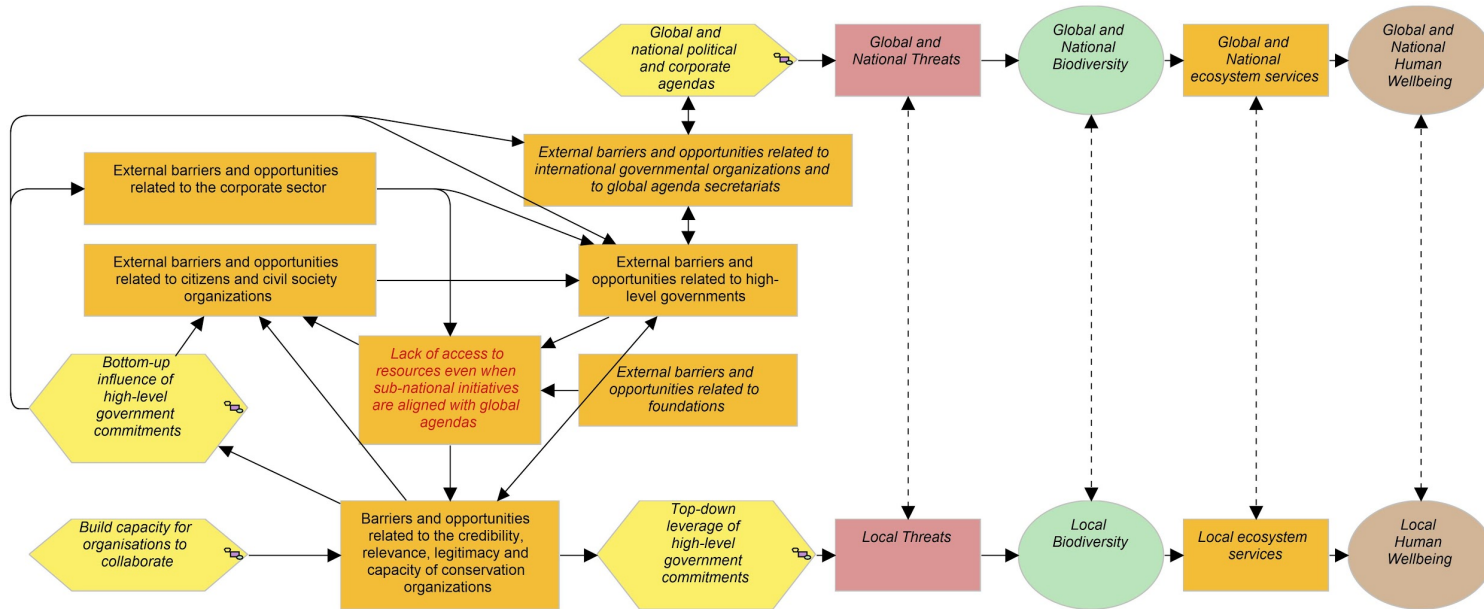 Global and
national political
and corporate
agendas
Global and
National Threats
Global and
National
Biodiversity
Global and
National
ecosystem services
Global and
National
Human
Wellbeing
External barriers and opportunities
related to the corporate sector
External barriers and opportunities related to
international governmental organizations and
to global agenda secretariats
External barriers and opportunities
related to citizens and civil society
organizations
External barriers and
opportunities related to high-
level governments
Bottom-up
influence of
high-level
government
commitments
Lack of access to
resources even when
sub-national initiatives
are aligned with global
agendas
External barriers and
opportunities related to
foundations
Build capacity for
organisations to
collaborate
Barriers and opportunities
related to the credibility,
relevance, legitimacy and
capacity of conservation
organizations
Top-down
leverage of
high-level
government
commitments
Local Threats
Local
Biodiversity
Local ecosystem
services
Local
Human
Wellbeing